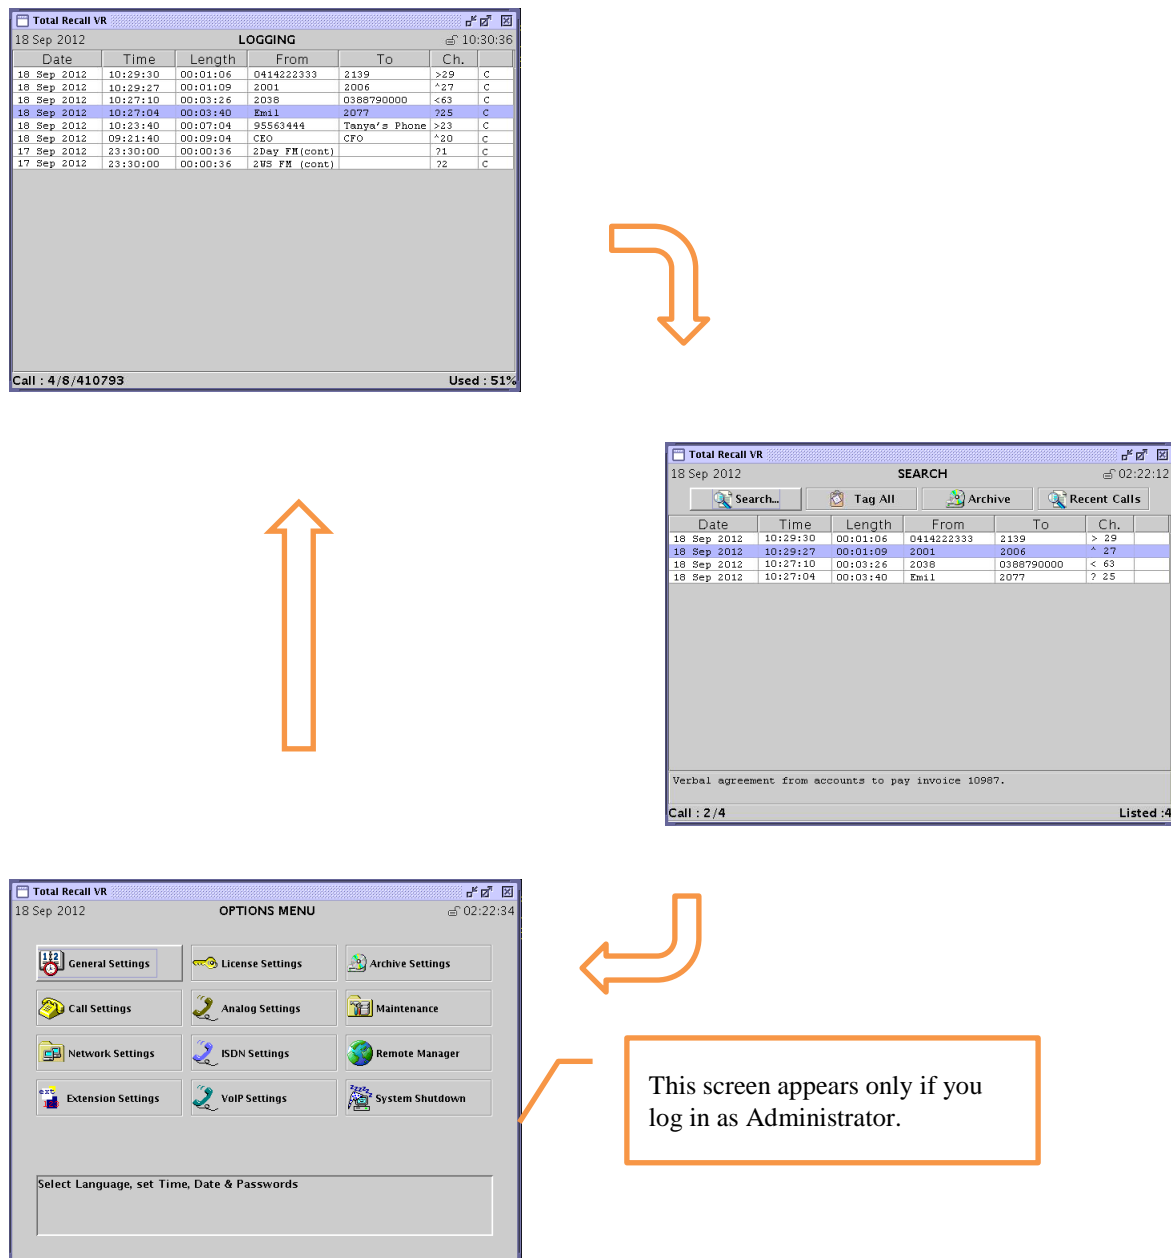 Total Recall VR
18 Sep 2012 LOGGING 10:30:36
Date Time Length From To Ch.
18 Sep 2012 10:29:30 00:01:06 0414222333 2139 >29 C
18 Sep 2012 10:29:27 00:01:09 2001 2006 ^27 C
18 Sep 2012 10:27:10 00:03:26 2038 0388790000 <63 C
18 Sep 2012 10:27:04 00:03:40 Emil 2077 ?25 C
18 Sep 2012 10:23:40 00:07:04 95563444 Tanya's Phone >23 C
18 Sep 2012 09:21:40 00:09:04 CEO CFO ^20 C
17 Sep 2012 23:30:00 00:00:36 2Day FM(cont) ?1 C
17 Sep 2012 23:30:00 00:00:36 2WS FM (cont) ?2 C
Call : 4/8/410793 Used : 51%
Total Recall VR
18 Sep 2012 SEARCH 02:22:12
Search... Tag All Archive Recent Calls
Date Time Length From To Ch.
18 Sep 2012 10:29:30 00:01:06 0414222333 2139 > 29
18 Sep 2012 10:29:27 00:01:09 2001 2006 ^ 27
18 Sep 2012 10:27:10 00:03:26 2038 0388790000 < 63
18 Sep 2012 10:27:04 00:03:40 Emil 2077 ? 25
Verbal agreement from accounts to pay invoice 10987.
Call : 2/4 Listed :4
Total Recall VR
18 Sep 2012 OPTIONS MENU 02:22:34
General Settings License Settings Archive Settings
Call Settings Analog Settings Maintenance
Network Settings ISDN Settings Remote Manager
Extension Settings VoIP Settings System Shutdown
Select Language, set Time, Date & Passwords
This screen appears only if you
log in as Administrator.